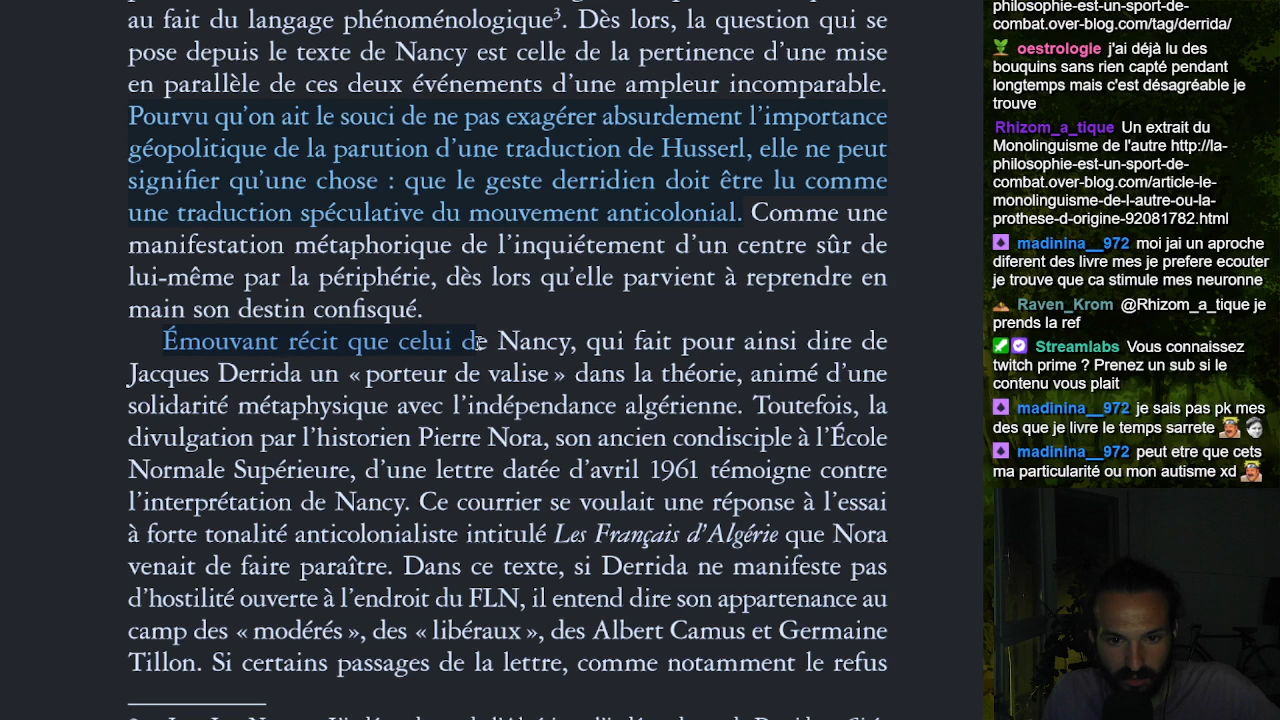 au fait du langage phénoménologique³. Dès lors, la question qui se
pose depuis le texte de Nancy est celle de la pertinence d’une mise
en parallèle de ces deux événements d’une ampleur incomparable.
Pourvu qu’on ait le souci de ne pas exagérer absurdement l’importance
géopolitique de la parution d’une traduction de Husserl, elle ne peut
signifier qu’une chose : que le geste derridien doit être lu comme
une traduction spéculative du mouvement anticolonial. Comme une
manifestation métaphorique de l’inquiétement d’un centre sûr de
lui-même par la périphérie, dès lors qu’elle parvient à reprendre en
main son destin confisqué.
Émouvant récit que celui de Nancy, qui fait pour ainsi dire de
Jacques Derrida un « porteur de valise » dans la théorie, animé d’une
solidarité métaphysique avec l’indépendance algérienne. Toutefois, la
divulgation par l’historien Pierre Nora, son ancien condisciple à l’École
Normale Supérieure, d’une lettre datée d’avril 1961 témoigne contre
l’interprétation de Nancy. Ce courrier se voulait une réponse à l’essai
à forte tonalité anticolonialiste intitulé Les Français d’Algérie que Nora
venait de faire paraître. Dans ce texte, si Derrida ne manifeste pas
d’hostilité ouverte à l’endroit du FLN, il entend dire son appartenance au
camp des « modérés », des « libéraux », des Albert Camus et Germaine
Tillon. Si certains passages de la lettre, comme notamment le refus
philosophie-est-un-sport-de-
combat.over-blog.com/tag/derrida/
oestrologie j'ai déjà lu des
bouquins sans rien capté pendant
longtemps mais c'est désagréable je
trouve
Rhizom_a_tique Un extrait du
Monolinguisme de l'autre http://la-
philosophie-est-un-sport-de-
combat.over-blog.com/article-le-
monolinguisme-de-l-autre-ou-la-
prothese-d-origine-92081782.html
madinina__972 moi jai un aproche
diferent des livre mes je prefere ecouter
je trouve que ca stimule mes neuronne
Raven_Krom @Rhizom_a_tique je
prends la ref
Streamlabs Vous connaissez
twitch prime ? Prenez un sub si le
contenu vous plait
madinina__972 je sais pas pk mes
des que je livre le temps sarrete
madinina__972 peut etre que cets
ma particularité ou mon autisme xd